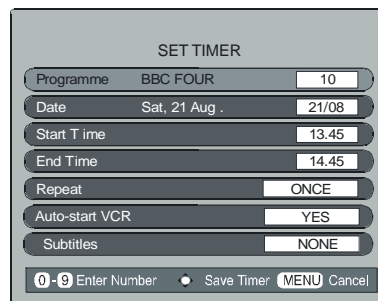 SET TIMER
Programme BBC FOUR 10
Date Sat, 21 Aug . 21/08
Start T ime 13.45
End Time 14.45
Repeat ONCE
Auto-start VCR YES
Subtitles NONE
0 - 9 Enter Number Save Timer MENU Cancel